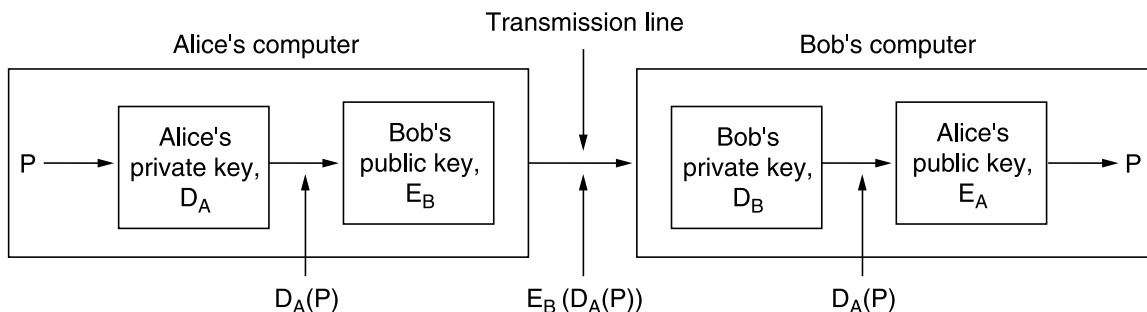 Transmission line
Alice's computer
Bob's computer
P
Alice's
private key,
D_A
Bob's
public key,
E_B
Bob's
private key,
D_B
Alice's
public key,
E_A
P
D_A(P)
E_B (D_A(P))
D_A(P)